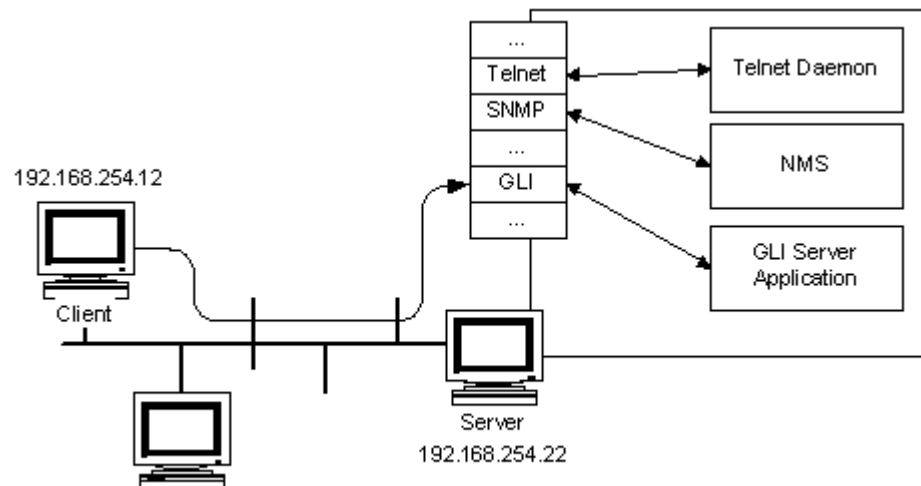 ...
Telnet
SNMP
...
GLI
...
Telnet Daemon
NMS
GLI Server
Application
192.168.254.12
Client
Server
192.168.254.22